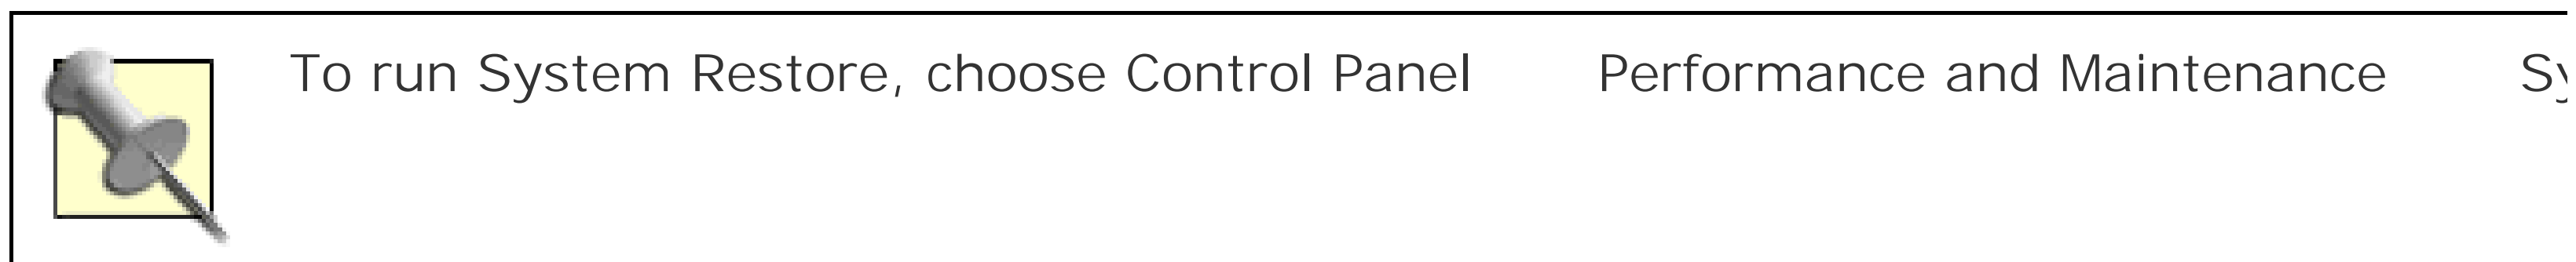 To run System Restore, choose Control Panel Performance and Maintenance